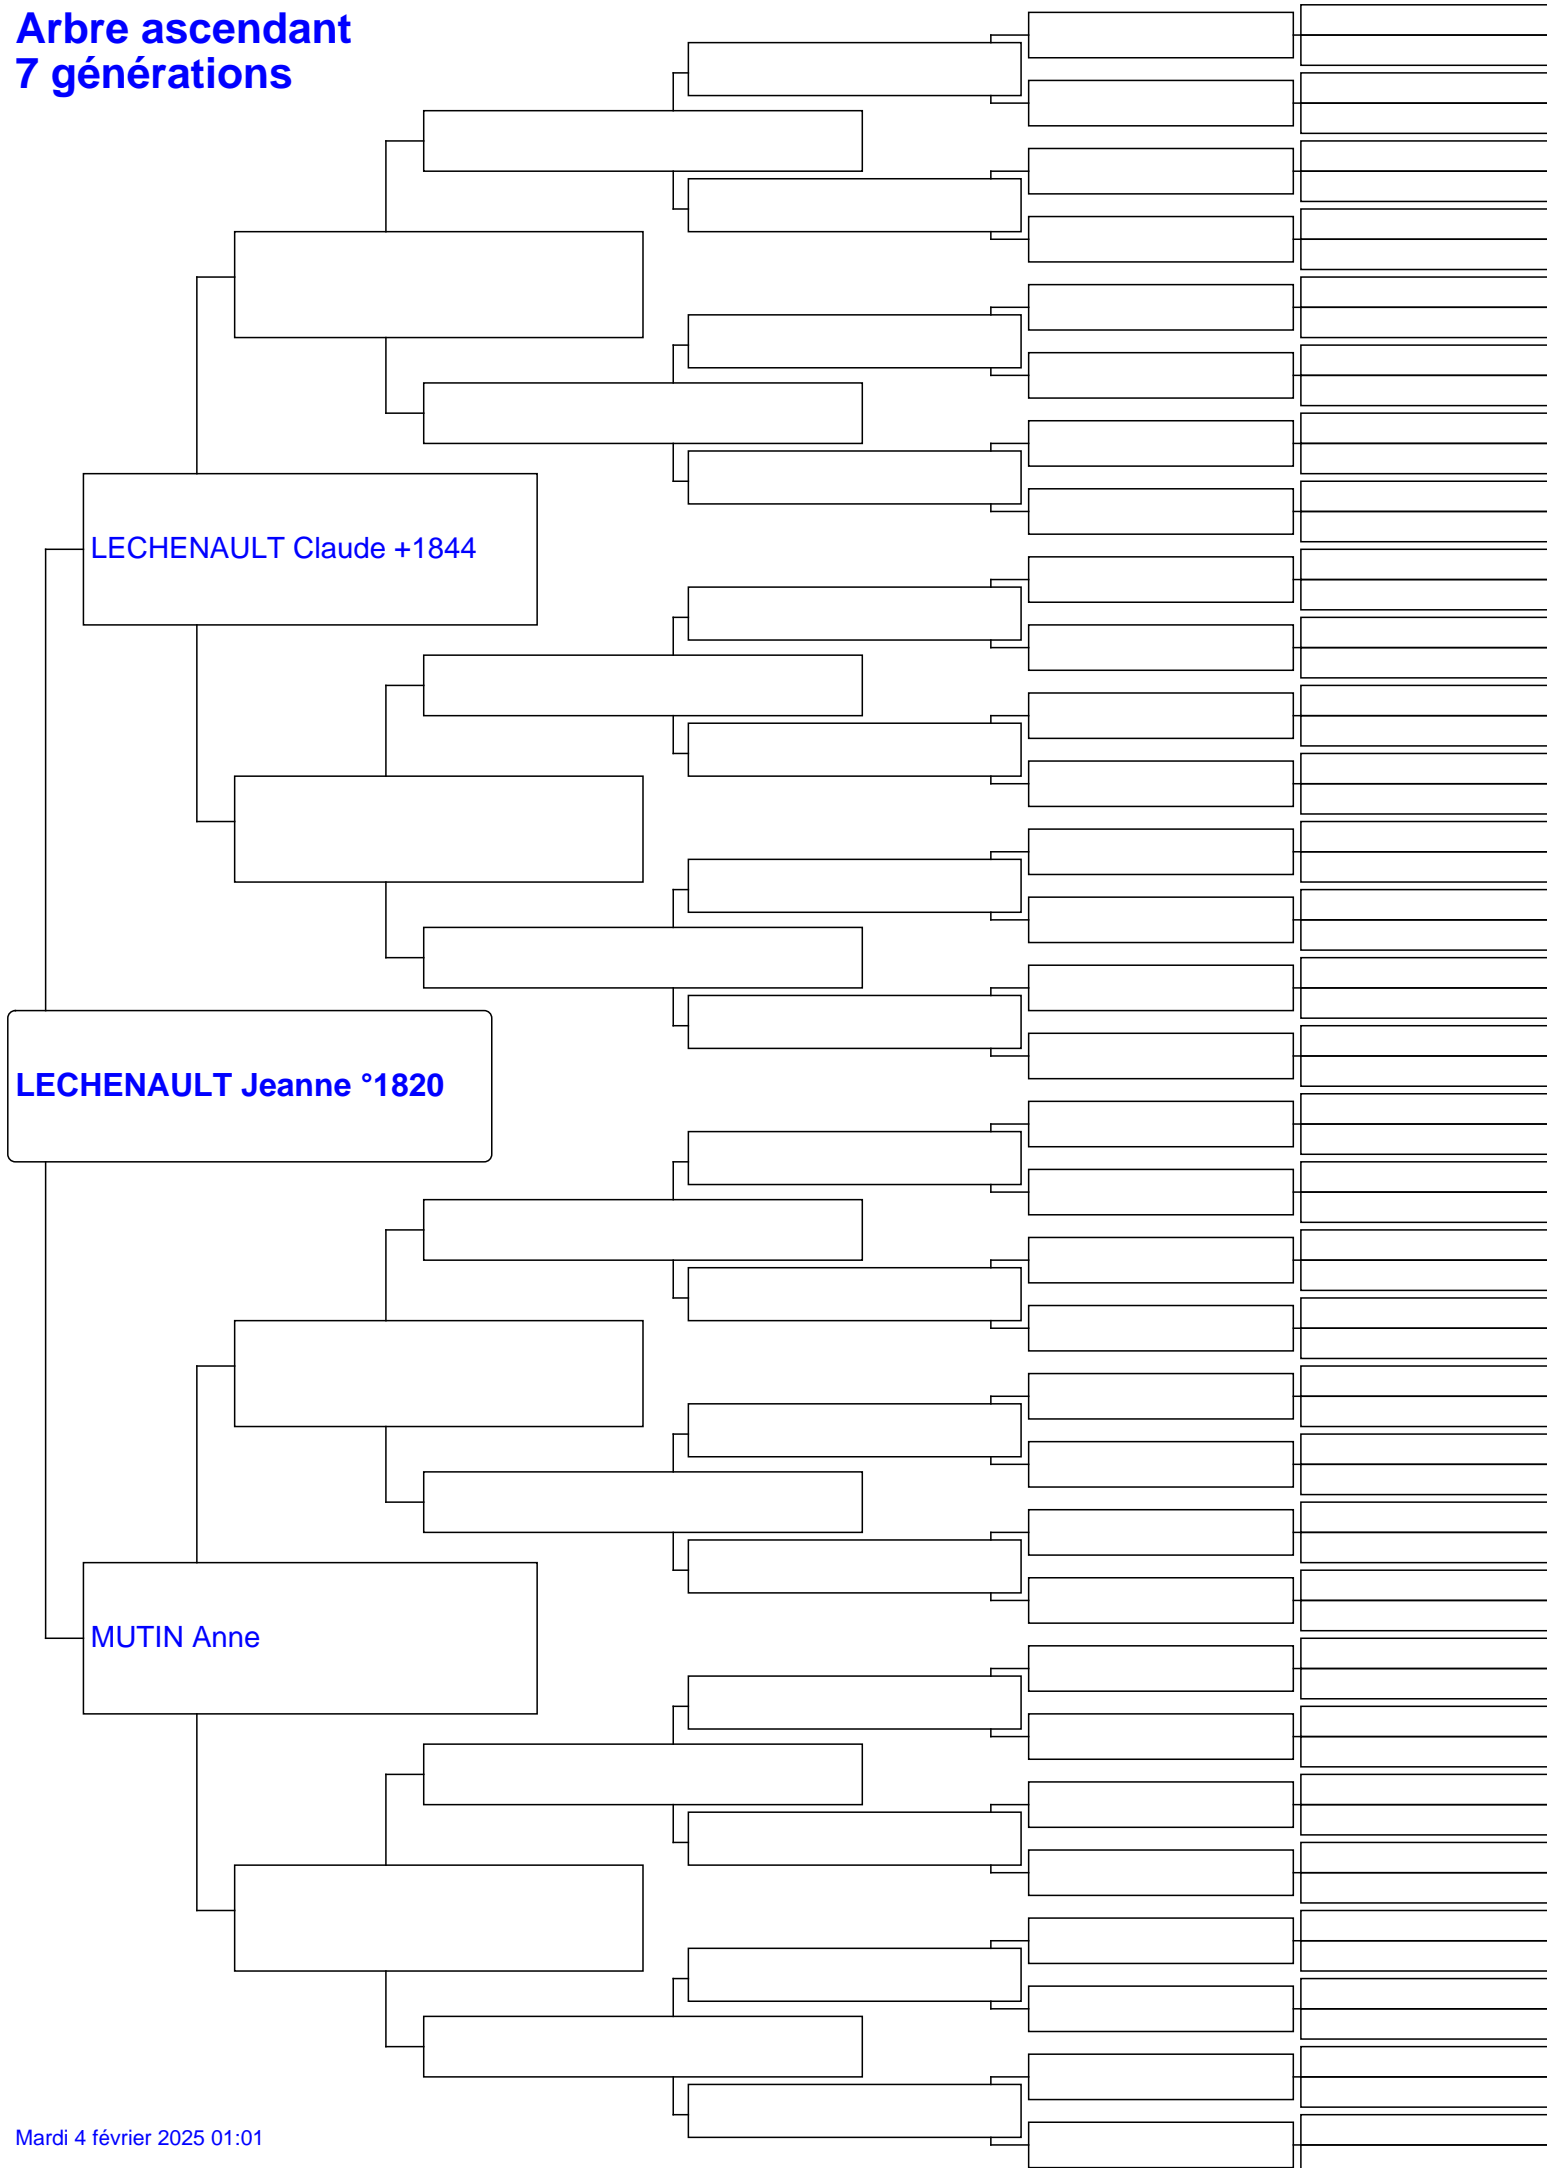 Arbre ascendant
7 générations
LECHENAULT Claude +1844
LECHENAULT Jeanne °1820
MUTIN Anne
Mardi 4 février 2025 01:01